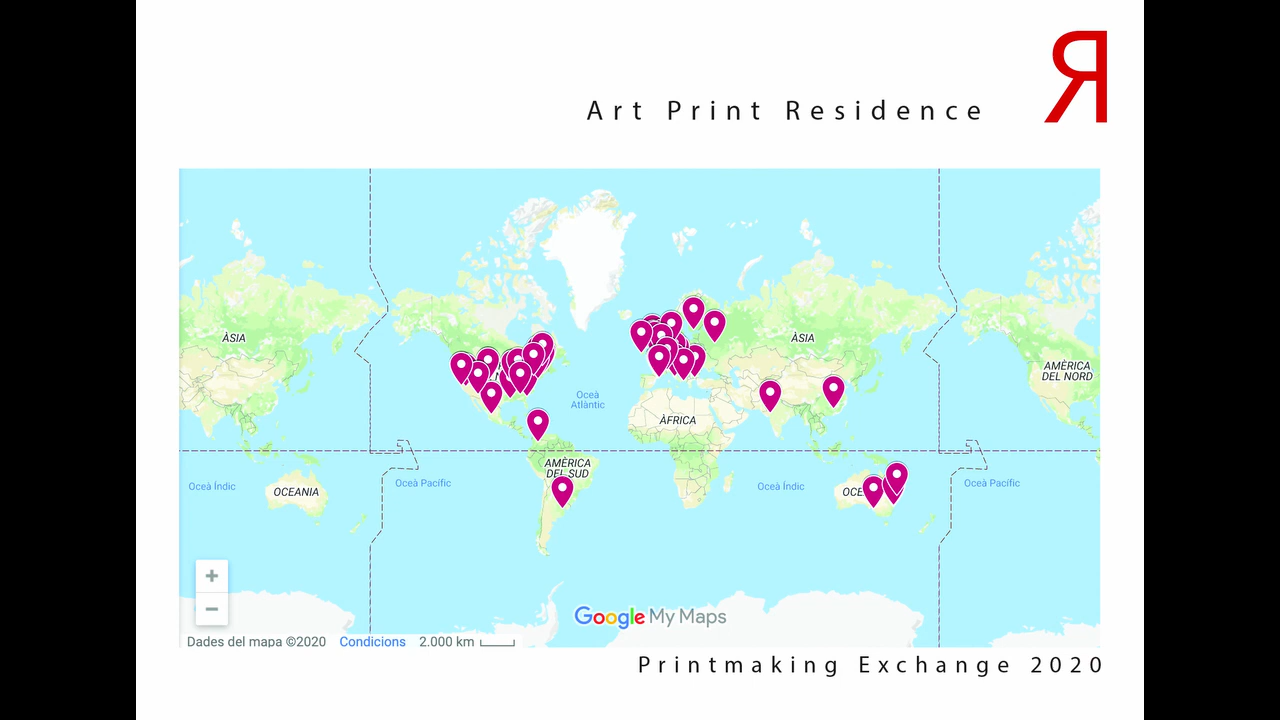 Я
Art Print Residence
ÀSIA
ÀSIA
AMÈRICA
DEL NORD
Oceà
Atlàntic
ÀFRICA
AMÈRICA
DEL SUD
Oceà Índic
OCEANIA
Oceà Pacífic
Oceà Índic
OCE
Oceà Pacífic
+
−
Google My Maps
Dades del mapa ©2020 Condicions 2.000 km
Printmaking Exchange 2020